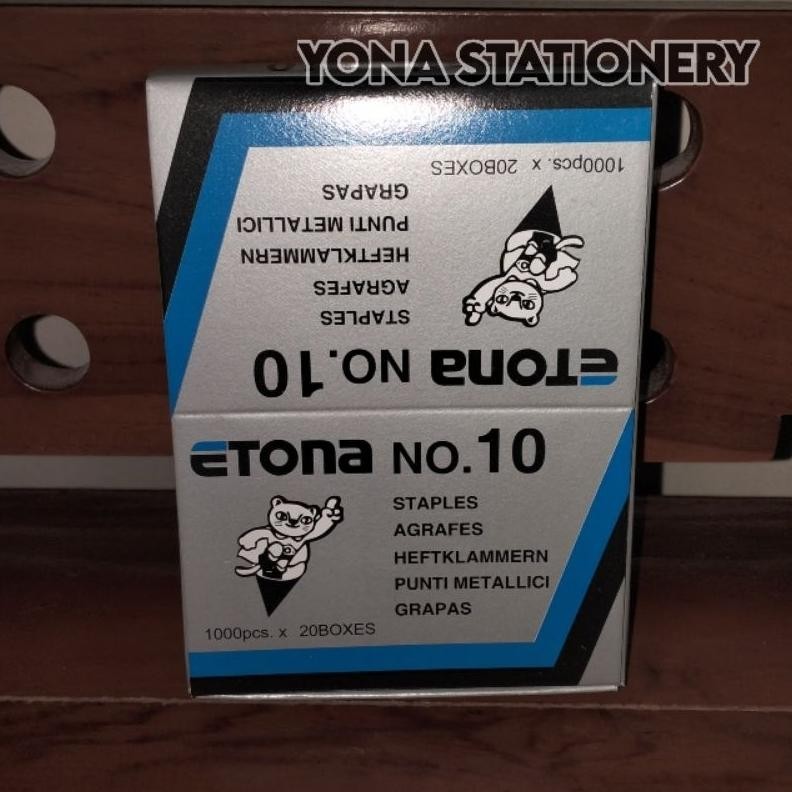 YONA STATIONERY
1000pcs. x 20BOXES
GRAPAS
PUNTI METALLICI
HEFTKLAMMERN
AGRAFES
STAPLES
ETONA NO.10
ETONA NO.10
STAPLES
AGRAFES
HEFTKLAMMERN
PUNTI METALLICI
GRAPAS
1000pcs. x 20BOXES